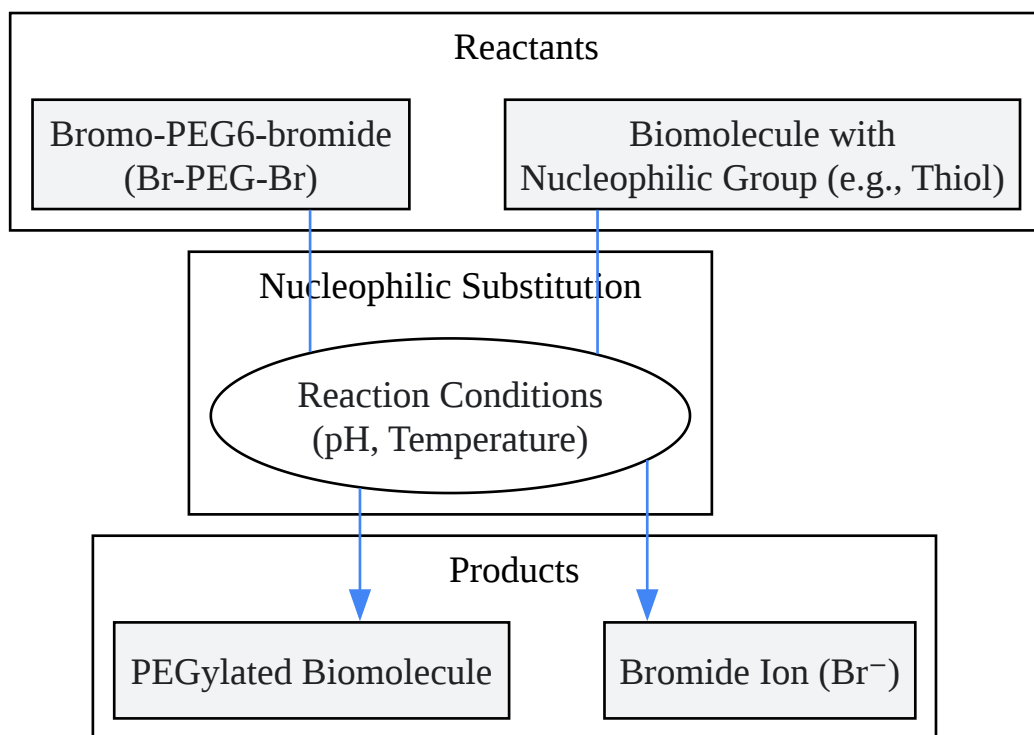 Reactants
Bromo-PEG6-bromide
(Br-PEG-Br)
Biomolecule with
Nucleophilic Group (e.g., Thiol)
Nucleophilic Substitution
Reaction Conditions
(pH, Temperature)
Products
PEGylated Biomolecule
Bromide Ion (Br⁻)